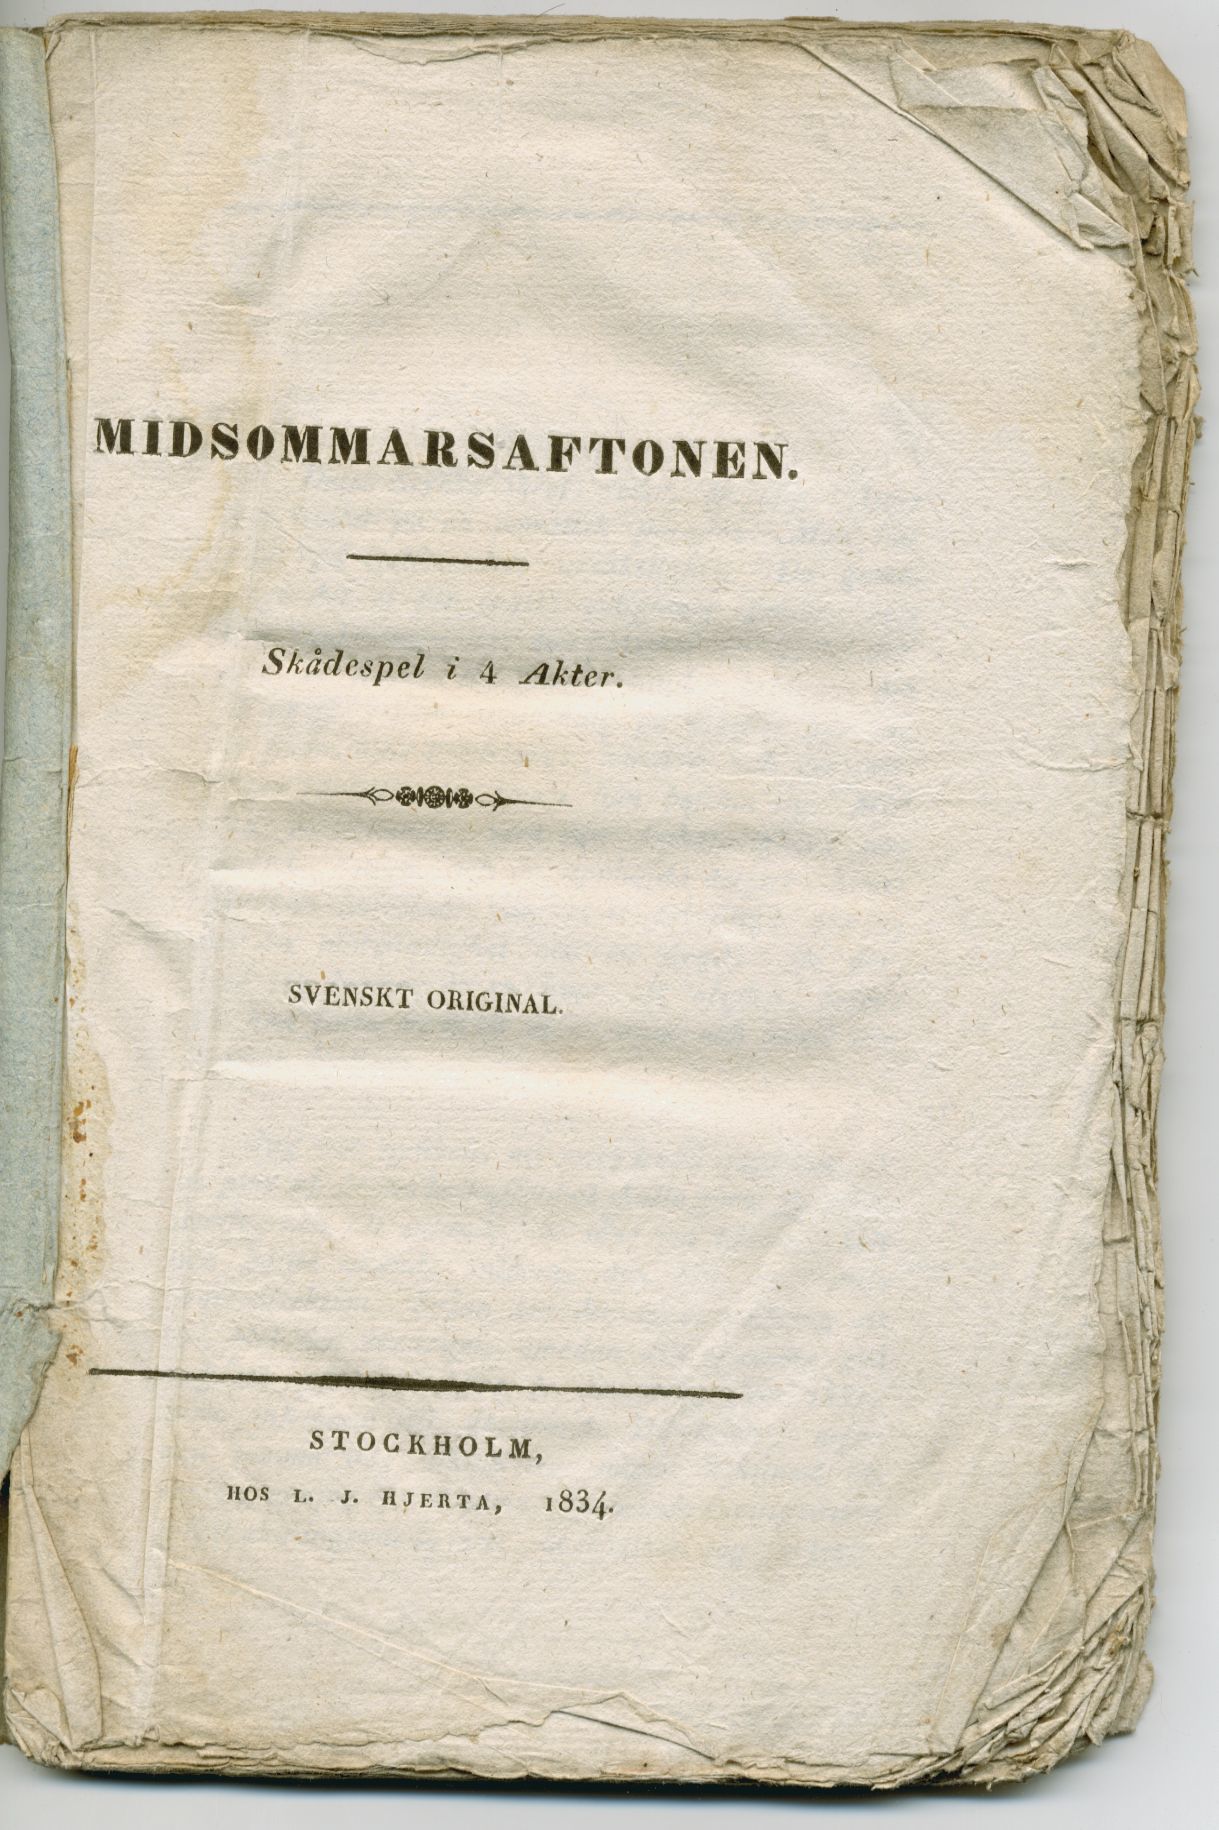 MIDSOMMARSAFTONEN.
Skådespel i 4 Akter.
SVENSKT ORIGINAL.
STOCKHOLM,
HOS L. J. HJERTA, 1834.